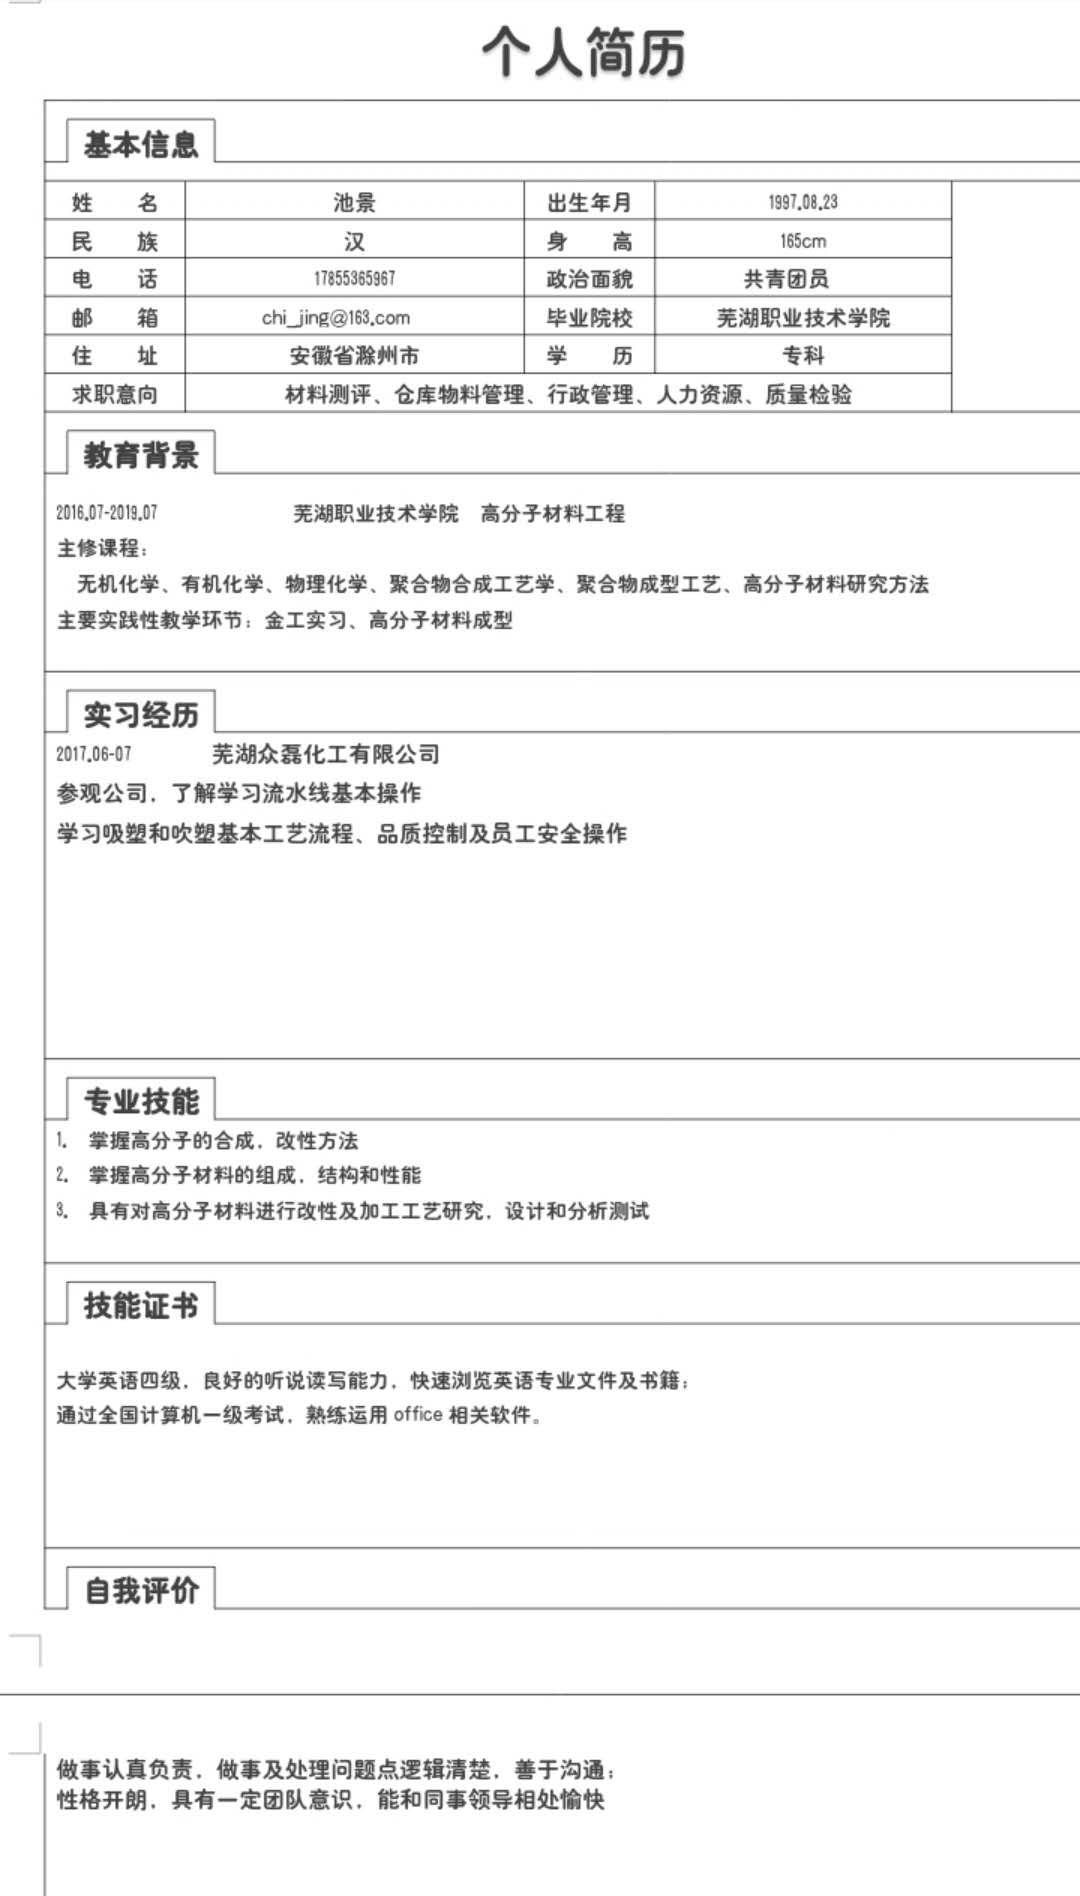 个人简历
基本信息
姓 名 池景 出生年月 1997.08.23
民 族 汉 身 高 165cm
电 话 17855365967 政治面貌 共青团员
邮 箱 chi_jing@163.com 毕业院校 芜湖职业技术学院
住 址 安徽省滁州市 学 历 专科
求职意向 材料测评、仓库物料管理、行政管理、人力资源、质量检验
教育背景
2016.07-2019.07 芜湖职业技术学院 高分子材料工程
主修课程：
无机化学、有机化学、物理化学、聚合物合成工艺学、聚合物成型工艺、高分子材料研究方法
主要实践性教学环节：金工实习、高分子材料成型
实习经历
2017.06-07 芜湖众磊化工有限公司
参观公司，了解学习流水线基本操作
学习吸塑和吹塑基本工艺流程、品质控制及员工安全操作
专业技能
1. 掌握高分子的合成，改性方法
2. 掌握高分子材料的组成，结构和性能
3. 具有对高分子材料进行改性及加工工艺研究，设计和分析测试
技能证书
大学英语四级，良好的听说读写能力，快速浏览英语专业文件及书籍；
通过全国计算机一级考试，熟练运用 office 相关软件。
自我评价
做事认真负责，做事及处理问题点逻辑清楚，善于沟通；
性格开朗，具有一定团队意识，能和同事领导相处愉快